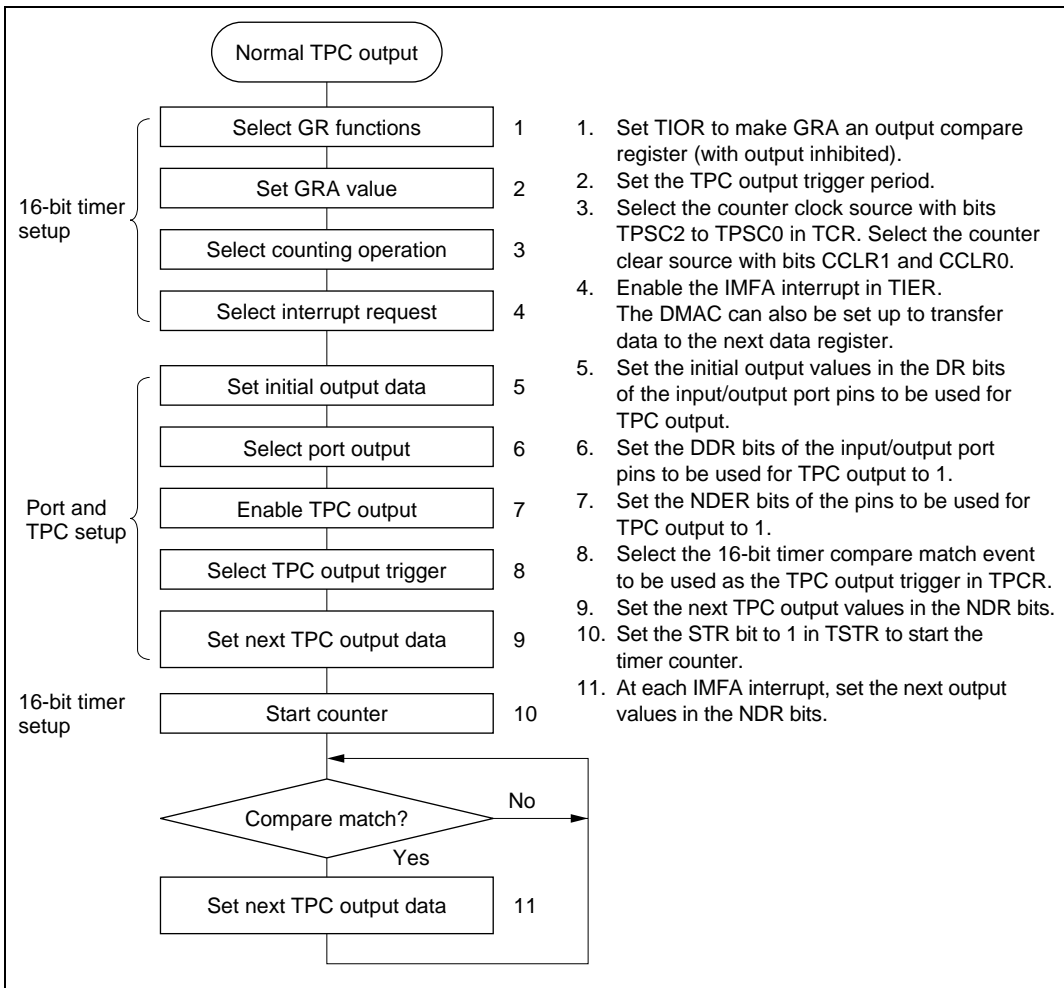 Normal TPC output
16-bit timer
setup
Select GR functions 1
Set GRA value 2
Select counting operation 3
Select interrupt request 4
Port and
TPC setup
Set initial output data 5
Select port output 6
Enable TPC output 7
Select TPC output trigger 8
Set next TPC output data 9
16-bit timer
setup
Start counter 10
Compare match?
No
Yes
Set next TPC output data 11
1. Set TIOR to make GRA an output compare
register (with output inhibited).
2. Set the TPC output trigger period.
3. Select the counter clock source with bits
TPSC2 to TPSC0 in TCR. Select the counter
clear source with bits CCLR1 and CCLR0.
4. Enable the IMFA interrupt in TIER.
The DMAC can also be set up to transfer
data to the next data register.
5. Set the initial output values in the DR bits
of the input/output port pins to be used for
TPC output.
6. Set the DDR bits of the input/output port
pins to be used for TPC output to 1.
7. Set the NDER bits of the pins to be used for
TPC output to 1.
8. Select the 16-bit timer compare match event
to be used as the TPC output trigger in TPCR.
9. Set the next TPC output values in the NDR bits.
10. Set the STR bit to 1 in TSTR to start the
timer counter.
11. At each IMFA interrupt, set the next output
values in the NDR bits.